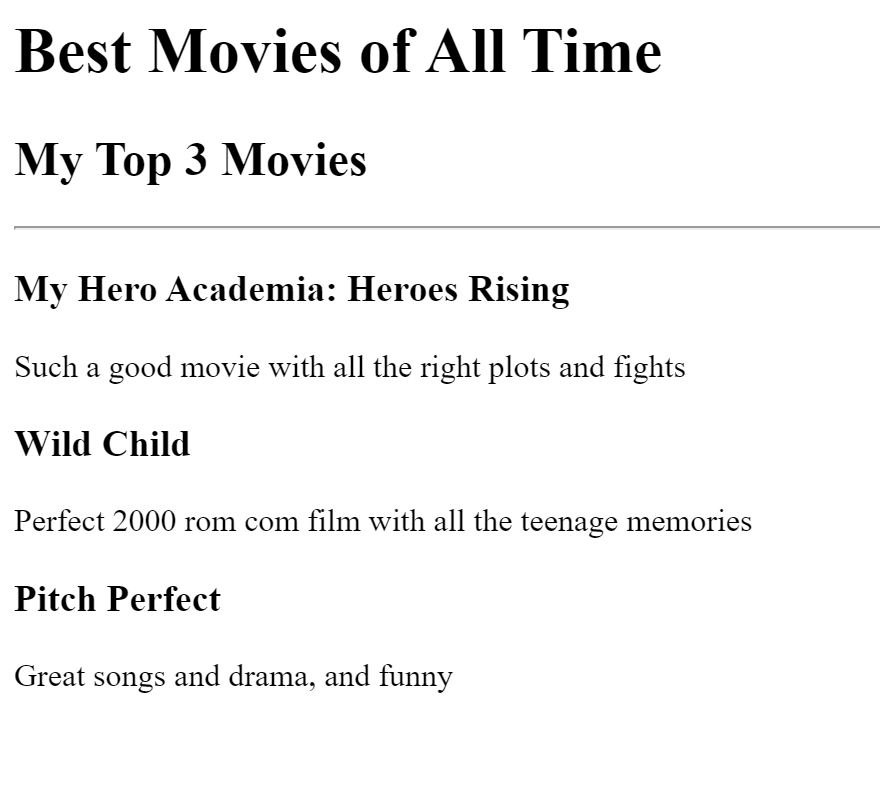 Best Movies of All Time
My Top 3 Movies
My Hero Academia: Heroes Rising
Such a good movie with all the right plots and fights
Wild Child
Perfect 2000 rom com film with all the teenage memories
Pitch Perfect
Great songs and drama, and funny